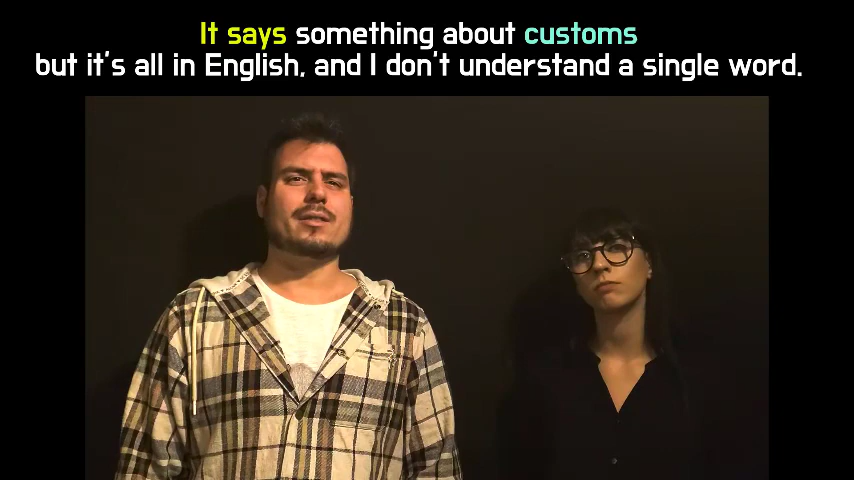 It says something about customs
but it's all in English, and I don't understand a single word.